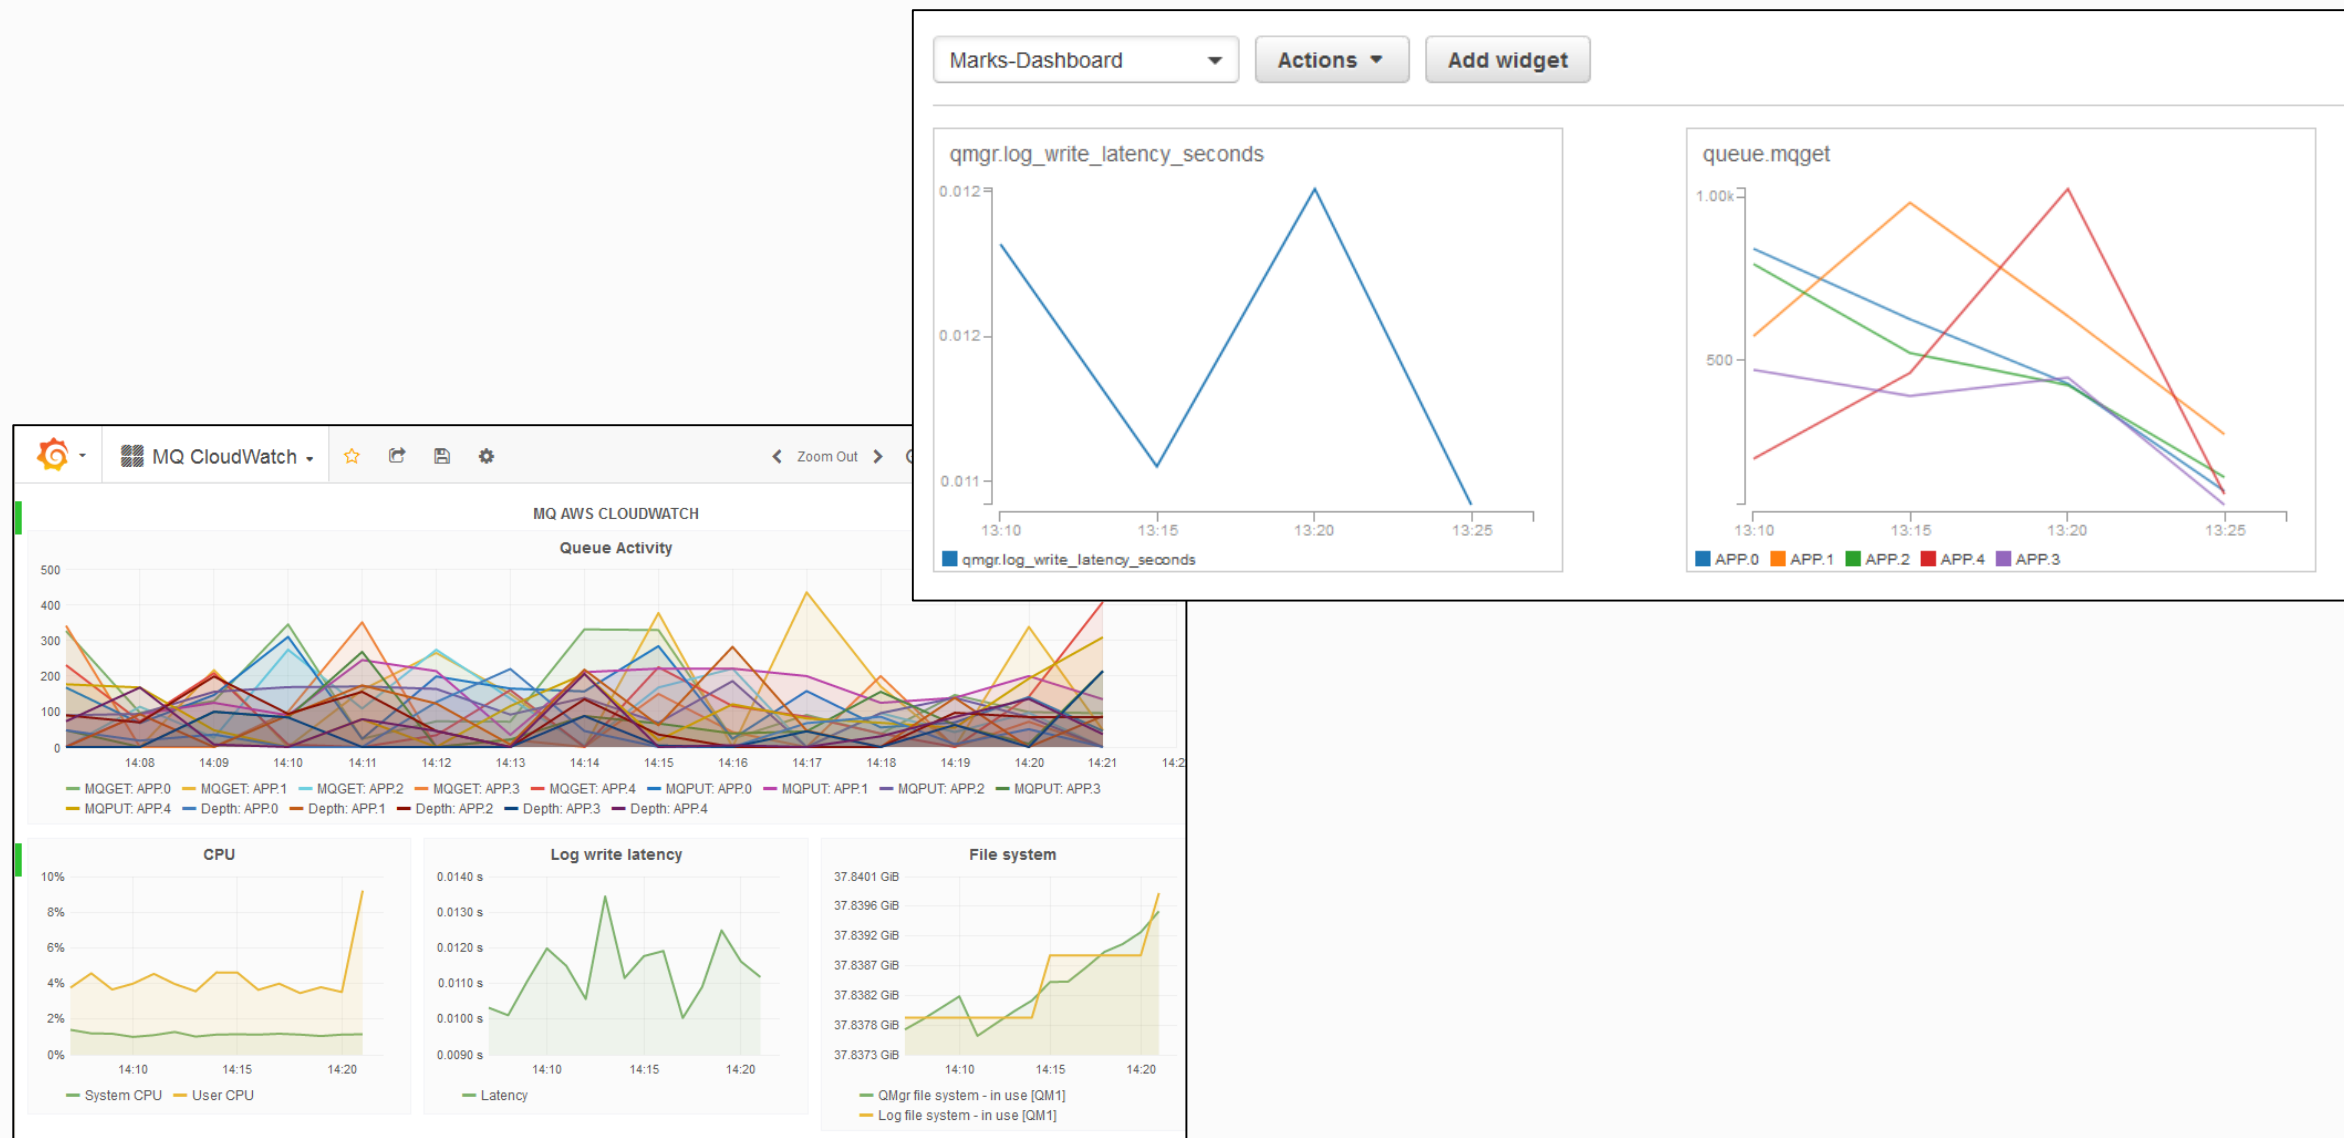 Marks-Dashboard Actions Add widget
qmgr.log_write_latency_seconds
0.012
0.012
0.011
13:10 13:15 13:20 13:25
qmgr.log_write_latency_seconds
queue.mqget
1.00k
500
13:10 13:15 13:20 13:25
APP.0 APP.1 APP.2 APP.4 APP.3
MQ CloudWatch Zoom Out
MQ AWS CLOUDWATCH
Queue Activity
500
400
300
200
100
0
14:08 14:09 14:10 14:11 14:12 14:13 14:14 14:15 14:16 14:17 14:18 14:19 14:20 14:21 14:2
MQGET: APP.0 MQGET: APP.1 MQGET: APP.2 MQGET: APP.3 MQGET: APP.4 MQPUT: APP.0 MQPUT: APP.1 MQPUT: APP.2 MQPUT: APP.3
MQPUT: APP.4 Depth: APP.0 Depth: APP.1 Depth: APP.2 Depth: APP.3 Depth: APP.4
CPU
10%
8%
6%
4%
2%
0%
14:10 14:15 14:20
System CPU User CPU
Log write latency
0.0140 s
0.0130 s
0.0120 s
0.0110 s
0.0100 s
0.0090 s
14:10 14:15 14:20
Latency
File system
37.8401 GiB
37.8396 GiB
37.8392 GiB
37.8387 GiB
37.8382 GiB
37.8378 GiB
37.8373 GiB
14:10 14:15 14:20
QMgr file system - in use [QM1]
Log file system - in use [QM1]